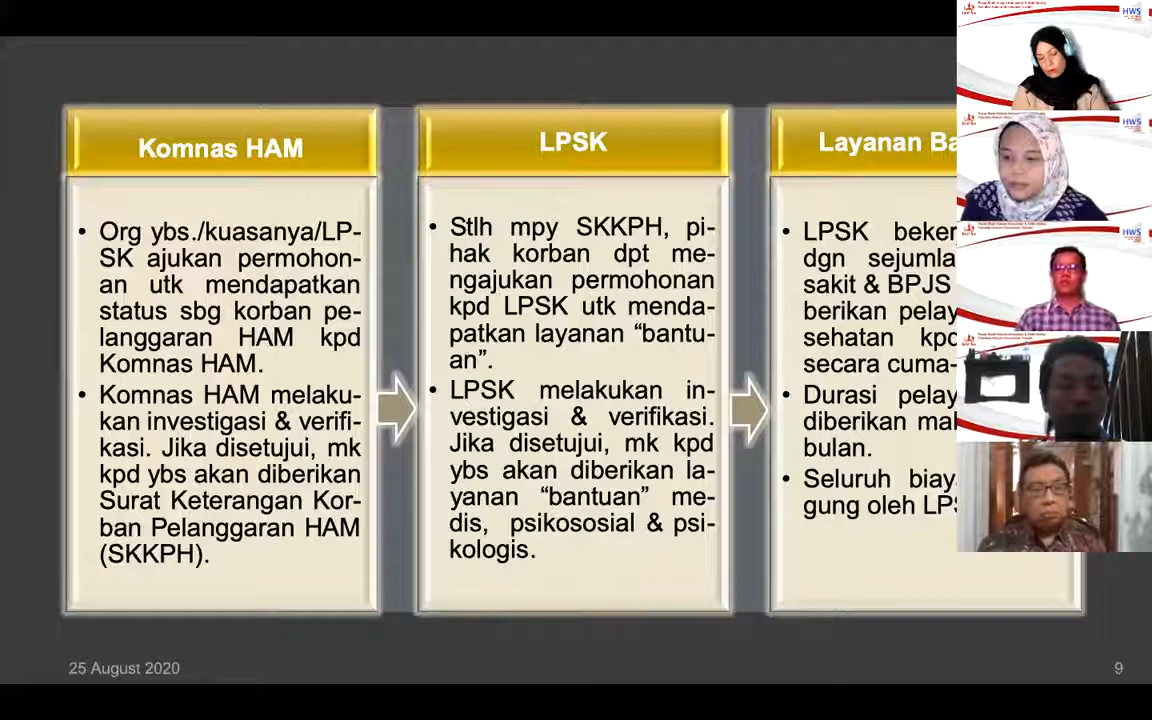 Komnas HAM
Org ybs./kuasanya/LP-
SK ajukan permohon-
an utk mendapatkan
status sbg korban pe-
langgaran HAM kpd
Komnas HAM.
Komnas HAM melaku-
kan investigasi & verifi-
kasi. Jika disetujui, mk
kpd ybs akan diberikan
Surat Keterangan Kor-
ban Pelanggaran HAM
(SKKPH).
LPSK
Stlh mpy SKKPH, pi-
hak korban dpt me-
ngajukan permohonan
kpd LPSK utk menda-
patkan layanan “bantu-
an”.
LPSK melakukan in-
vestigasi & verifikasi.
Jika disetujui, mk kpd
ybs akan diberikan la-
yanan “bantuan” me-
dis, psikososial & psi-
kologis.
Layanan Ba
LPSK beker
dgn sejumla
sakit & BPJS
berikan pelay
sehatan kpd
secara cuma-
Durasi pelay
diberikan mak
bulan.
Seluruh biay
gung oleh LPS
25 August 2020
9
HWS
HWS
HWS